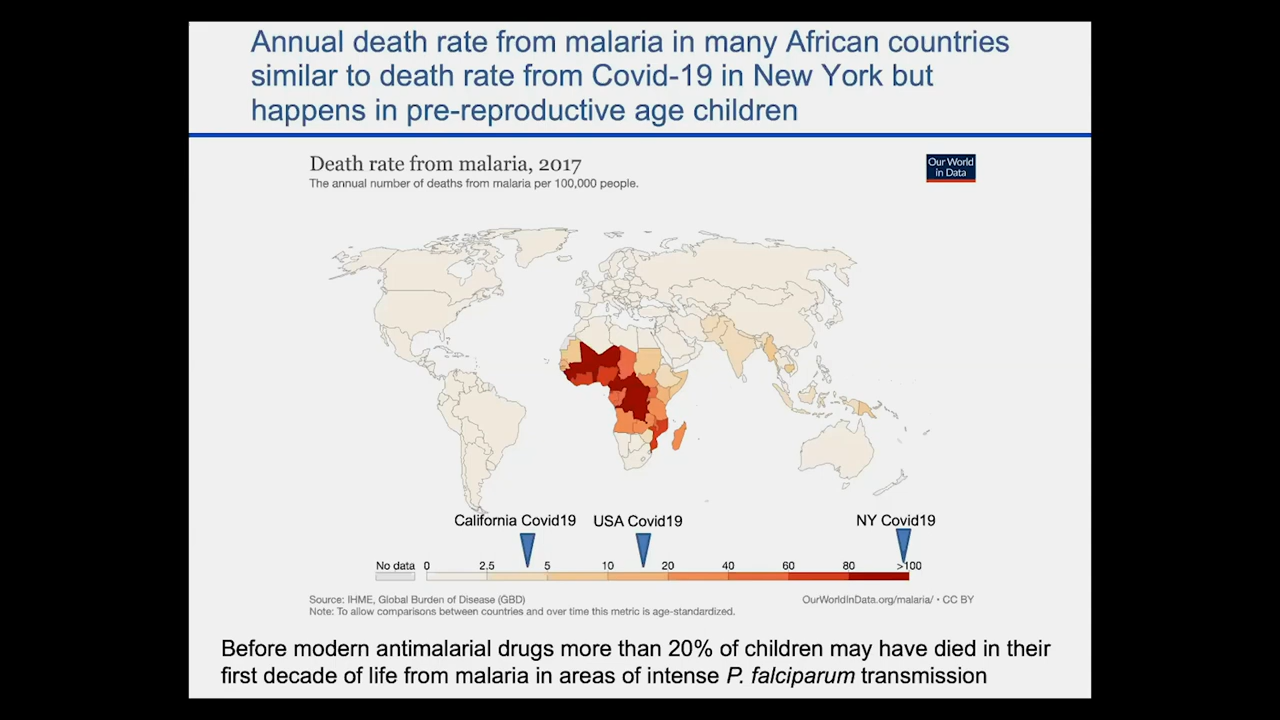 Annual death rate from malaria in many African countries
similar to death rate from Covid-19 in New York but
happens in pre-reproductive age children
Death rate from malaria, 2017
The annual number of deaths from malaria per 100,000 people.
Our World
in Data
California Covid19 USA Covid19 NY Covid19
No data 0 2.5 5 10 20 40 60 80 >100
Source: IHME, Global Burden of Disease (GBD) OurWorldInData.org/malaria/ • CC BY
Note: To allow comparisons between countries and over time this metric is age-standardized.
Before modern antimalarial drugs more than 20% of children may have died in their
first decade of life from malaria in areas of intense P. falciparum transmission